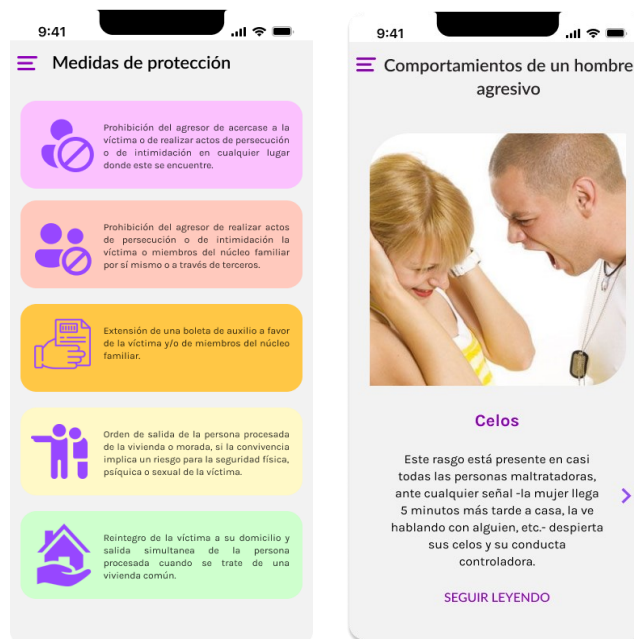 9:41
Medidas de protección
Prohibición del agresor de acercase a la
víctima o de realizar actos de persecución
o de intimidación en cualquier lugar
donde este se encuentre.
Prohibición del agresor de realizar actos
de persecución o de intimidación la
víctima o miembros del núcleo familiar
por sí mismo o a través de terceros.
Extensión de una boleta de auxilio a favor
de la víctima y/o de miembros del núcleo
familiar.
Orden de salida de la persona procesada
de la vivienda o morada, si la convivencia
implica un riesgo para la seguridad física,
psíquica o sexual de la víctima.
Reintegro de la víctima a su domicilio y
salida simultanea de la persona
procesada cuando se trate de una
vivienda común.
9:41
Comportamientos de un hombre
agresivo
Celos
Este rasgo está presente en casi
todas las personas maltratadoras,
ante cualquier señal -la mujer llega
5 minutos más tarde a casa, la ve
hablando con alguien, etc.- despierta
sus celos y su conducta
controladora.
SEGUIR LEYENDO